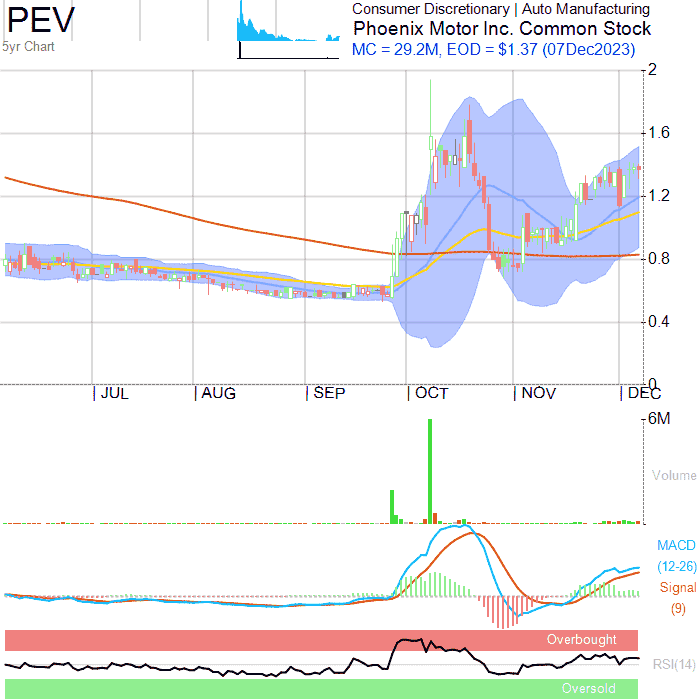 PEV
5yr Chart
Consumer Discretionary | Auto Manufacturing
Phoenix Motor Inc. Common Stock
MC = 29.2M, EOD = $1.37 (07Dec2023)
2
1.6
1.2
0.8
0.4
0
JUL AUG SEP OCT NOV DEC
6M
Volume
MACD
(12-26)
Signal
(9)
Overbought
RSI(14)
Oversold